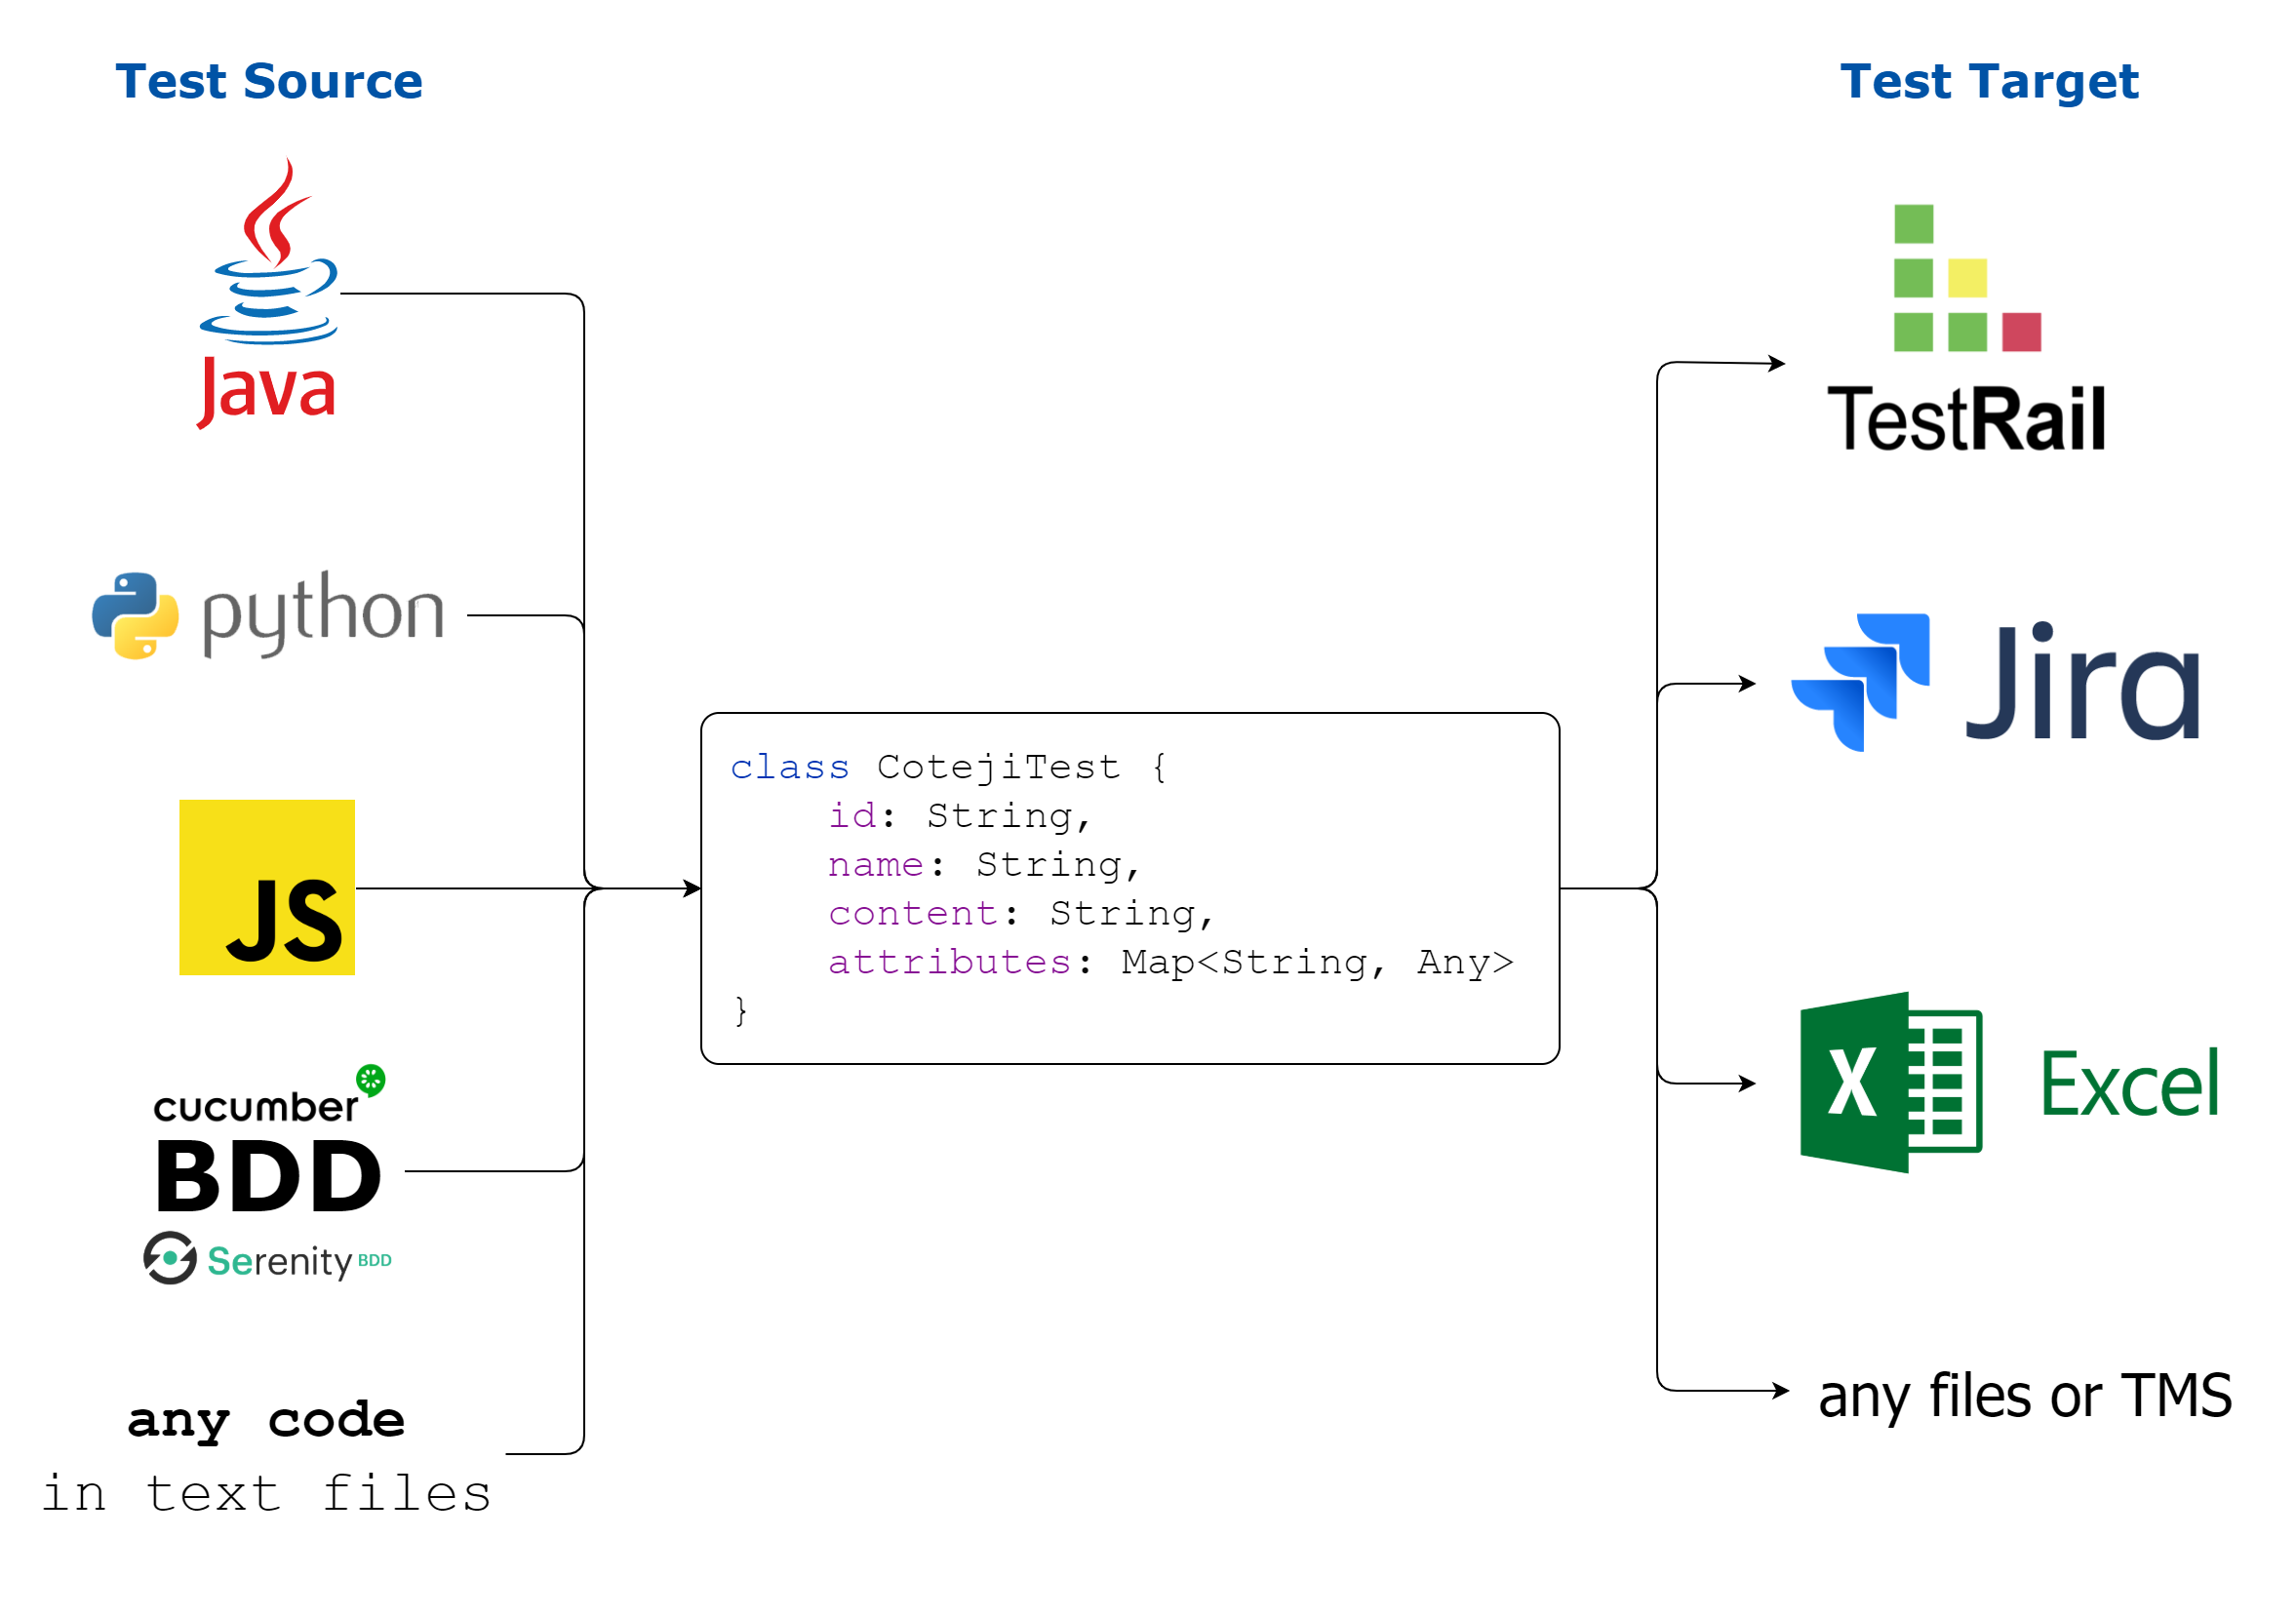 Test Source
Java
python
JS
cucumber
BDD
Serenity BDD
any code
in text files
class CotejiTest {
    id: String,
    name: String,
    content: String,
    attributes: Map<String, Any>
}
Test Target
TestRail
Jira
X Excel
any files or TMS